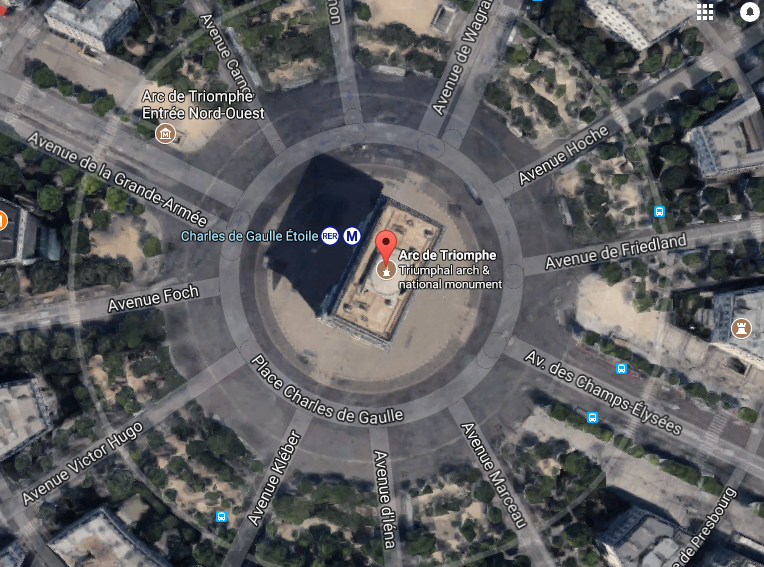 Avenue Carno
non
Avenue de Wagra
Arc de Triomphe
Entrée Nord-Ouest
Avenue Hoche
Avenue de la Grande-Armée
Charles de Gaulle Étoile
RER
M
Arc de Triomphe
Triumphal arch &
national monument
Avenue de Friedland
Avenue Foch
Av. des Champs-Élysées
Place Charles de Gaulle
Avenue Victor Hugo
Avenue Kléber
Avenue d'Iéna
Avenue Marceau
e de Presbourg